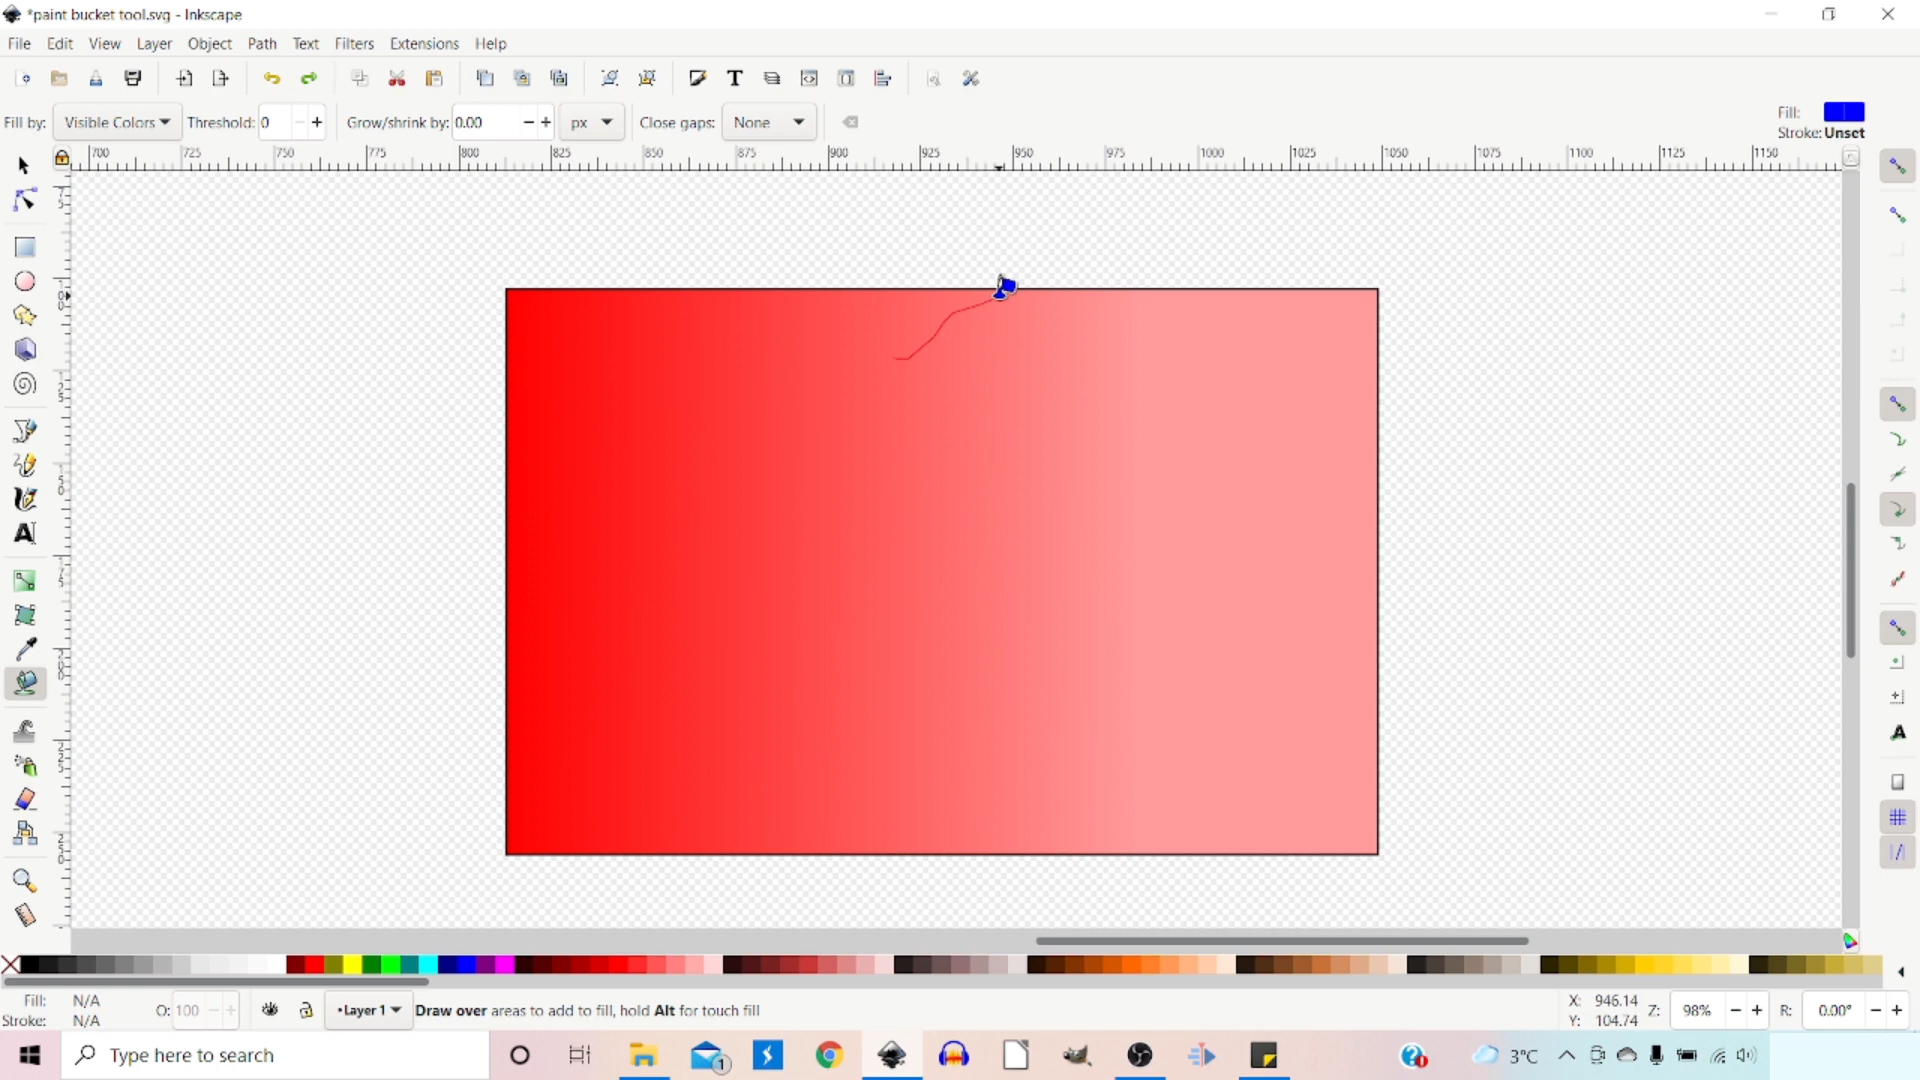 *paint bucket tool.svg - Inkscape
File Edit View Layer Object Path Text Filters Extensions Help
Fill by: Visible Colors Threshold: 0 Grow/shrink by: 0.00 px Close gaps: None
Fill:
Stroke: Unset
700 725 750 775 800 825 850 875 900 925 950 975 1000 1025 1050 1075 1100 1125 1150
Fill: N/A
Stroke: N/A
O: 100
•Layer 1
Draw over areas to add to fill, hold Alt for touch fill
X: 946.14
Y: 104.74
Z: 98%
R: 0.00°
Type here to search
1
3°C